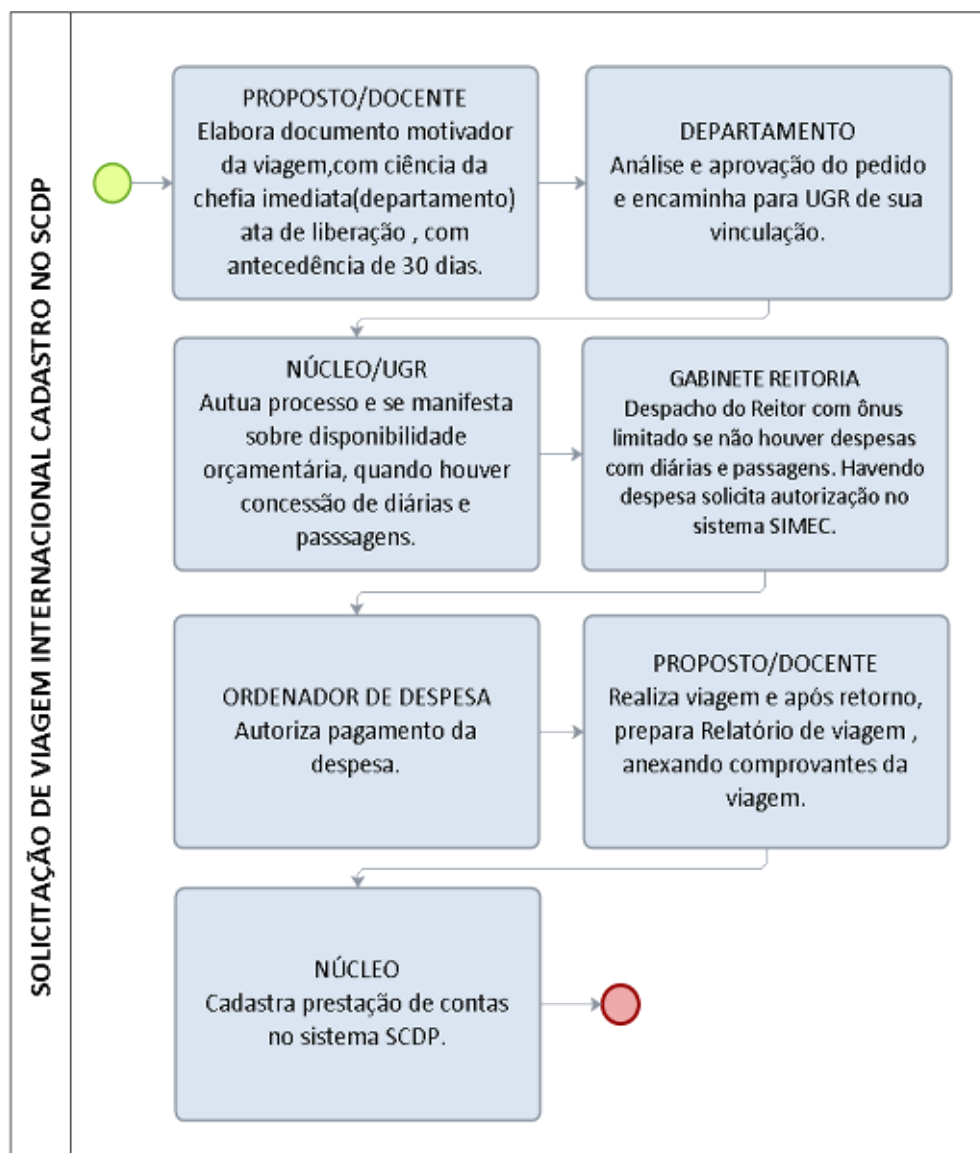 SOLICITAÇÃO DE VIAGEM INTERNACIONAL CADASTRO NO SCDP
PROPOSTO/DOCENTE
Elabora documento motivador
da viagem,com ciência da
chefia imediata(departamento)
ata de liberação , com
antecedência de 30 dias.
DEPARTAMENTO
Análise e aprovação do pedido
e encaminha para UGR de sua
vinculação.
NÚCLEO/UGR
Autua processo e se manifesta
sobre disponibilidade
orçamentária, quando houver
concessão de diárias e
passsagens.
GABINETE REITORIA
Despacho do Reitor com ônus
limitado se não houver despesas
com diárias e passagens. Havendo
despesa solicita autorização no
sistema SIMEC.
ORDENADOR DE DESPESA
Autoriza pagamento da
despesa.
PROPOSTO/DOCENTE
Realiza viagem e após retorno,
prepara Relatório de viagem ,
anexando comprovantes da
viagem.
NÚCLEO
Cadastra prestação de contas
no sistema SCDP.